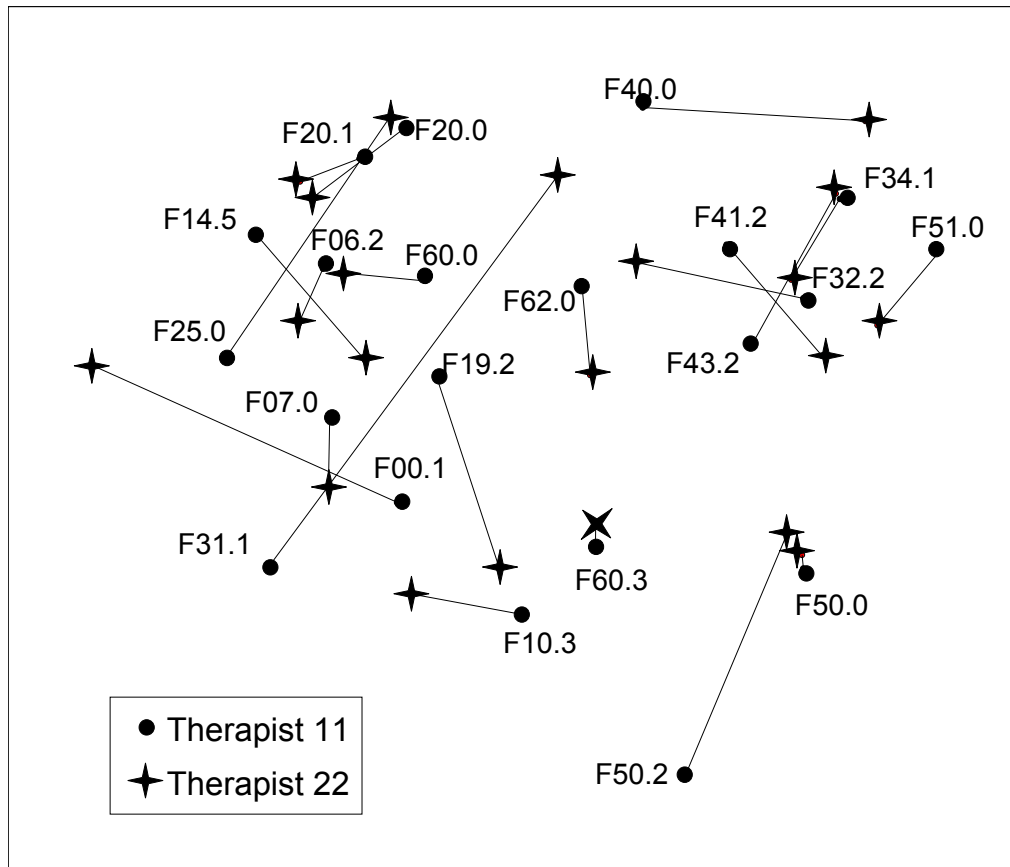 F40.0
F20.1
F20.0
F34.1
F14.5
F41.2
F51.0
F06.2
F60.0
F32.2
F62.0
F25.0
F19.2
F43.2
F07.0
F00.1
F31.1
F60.3
F50.0
F10.3
Therapist 11
F50.2
Therapist 22